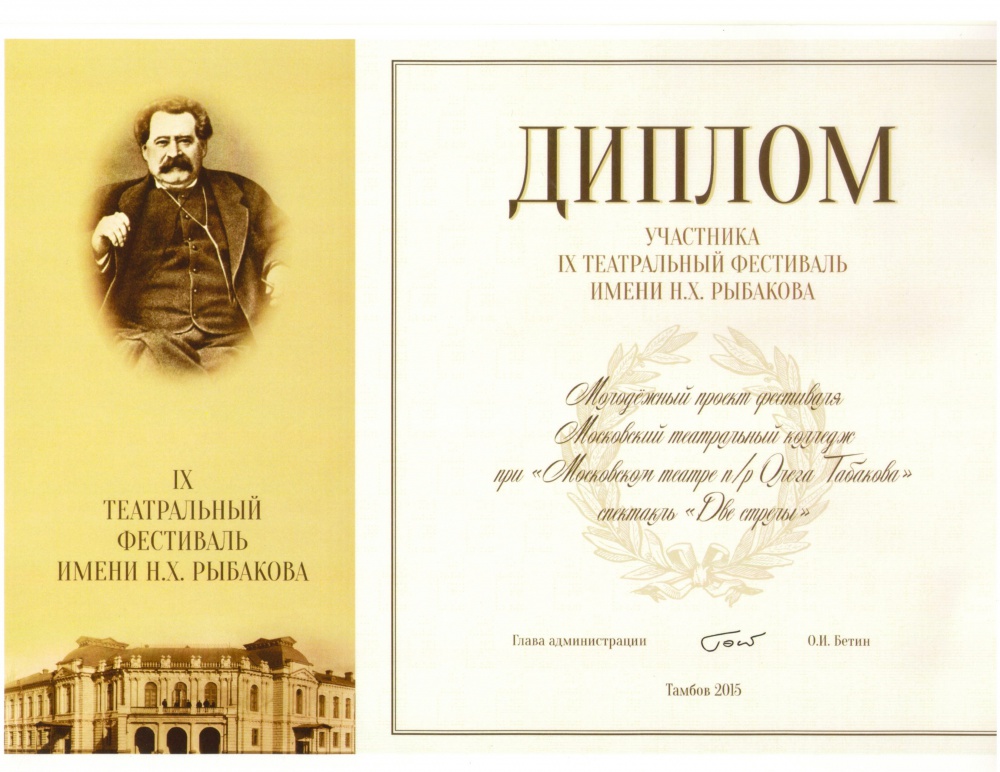 IX
ТЕАТРАЛЬНЫЙ
ФЕСТИВАЛЬ
ИМЕНИ Н.Х. РЫБАКОВА
ДИПЛОМ
УЧАСТНИКА
IX ТЕАТРАЛЬНЫЙ ФЕСТИВАЛЬ
ИМЕНИ Н.Х. РЫБАКОВА
Молодёжный проект фестиваля
Московский театральный колледж
при «Московском театре п/р Олега Табакова»
спектакль «Две стрелы»
Глава администрации
О.И. Бетин
Тамбов 2015